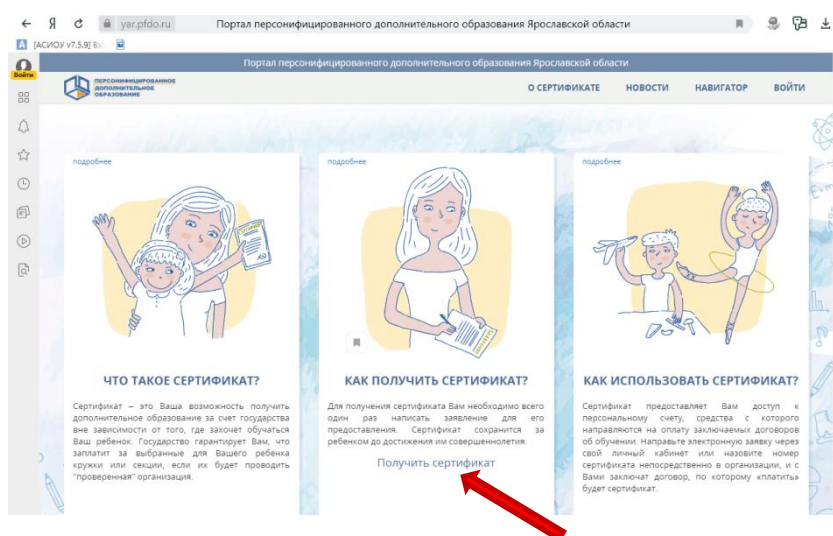 yar.pfdo.ru
Портал персонифицированного дополнительного образования Ярославской области
[АСИОУ v7.5.9]
Портал персонифицированного дополнительного образования Ярославской области
Войти
ПЕРСОНИФИЦИРОВАННОЕ
ДОПОЛНИТЕЛЬНОЕ
ОБРАЗОВАНИЕ
О СЕРТИФИКАТЕ
НОВОСТИ
НАВИГАТОР
ВОЙТИ
подробнее
ЧТО ТАКОЕ СЕРТИФИКАТ?
Сертификат – это Ваша возможность получить
дополнительное образование за счет государства
вне зависимости от того, где захочет обучаться
Ваш ребенок. Государство гарантирует Вам, что
заплатит за выбранные для Вашего ребенка
кружки или секции, если их будет проводить
"проверенная" организация.
подробнее
КАК ПОЛУЧИТЬ СЕРТИФИКАТ?
Для получения сертификата Вам необходимо всего
один раз написать заявление для его
предоставления. Сертификат сохранится за
ребенком до достижения им совершеннолетия.
Получить сертификат
подробнее
КАК ИСПОЛЬЗОВАТЬ СЕРТИФИКАТ?
Сертификат предоставляет Вам доступ к
персональному счету, средства с которого
направляются на оплату заключаемых договоров
об обучении. Направьте электронную заявку через
свой личный кабинет или назовите номер
сертификата непосредственно в организации, и с
Вами заключат договор, по которому «платить»
будет сертификат.